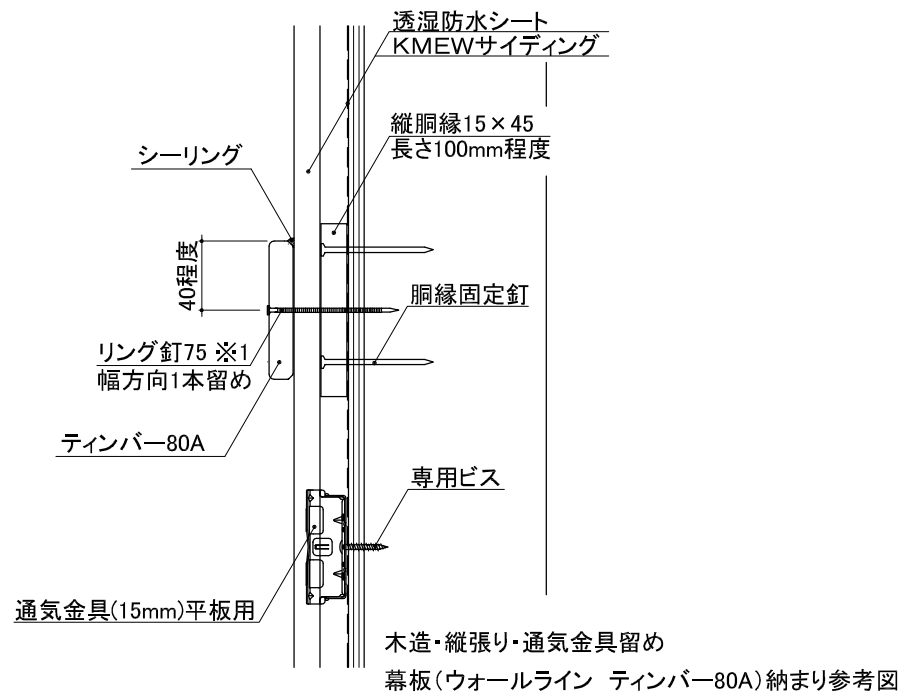 透湿防水シート
KMEWサイディング
縦胴縁15×45
長さ100mm程度
シーリング
40程度
胴縁固定釘
リング釘75 ※1
幅方向1本留め
ティンバー80A
専用ビス
通気金具(15mm)平板用
木造・縦張り・通気金具留め
幕板(ウォールライン ティンバー80A)納まり参考図